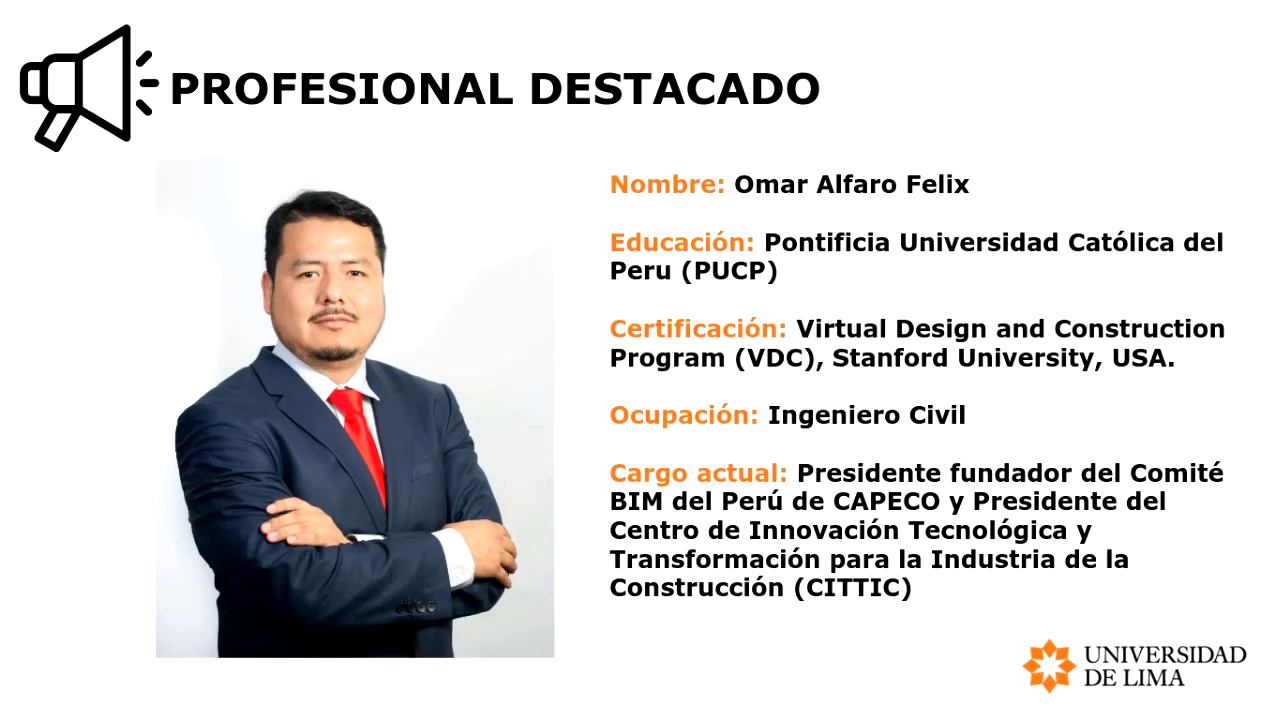 PROFESIONAL DESTACADO
Nombre: Omar Alfaro Felix
Educación: Pontificia Universidad Católica del
Peru (PUCP)
Certificación: Virtual Design and Construction
Program (VDC), Stanford University, USA.
Ocupación: Ingeniero Civil
Cargo actual: Presidente fundador del Comité
BIM del Perú de CAPECO y Presidente del
Centro de Innovación Tecnológica y
Transformación para la Industria de la
Construcción (CITTIC)
UNIVERSIDAD
DE LIMA